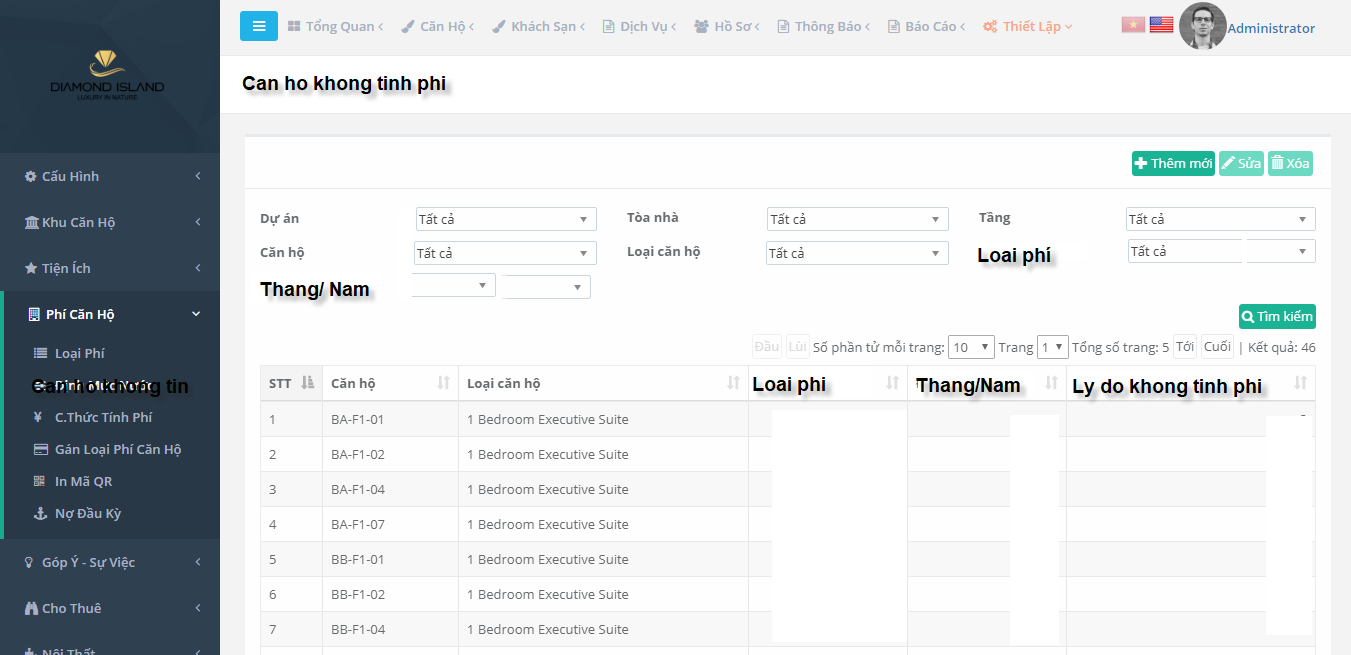 DIAMOND ISLAND
LUXURY IN NATURE
Tổng Quan Căn Hộ Khách Sạn Dịch Vụ Hồ Sơ Thông Báo Báo Cáo Thiết Lập Administrator
Can ho khong tinh phi
Cấu Hình
Khu Căn Hộ
Tiện Ích
Phí Căn Hộ
Loại Phí
Can ho khong tin
C.Thức Tính Phí
Gán Loại Phí Căn Hộ
In Mã QR
Nợ Đầu Kỳ
Góp Ý - Sự Việc
Cho Thuê
Nội Thất
Thêm mới Sửa Xóa
Dự án Tất cả Tòa nhà Tất cả Tầng Tất cả
Căn hộ Tất cả Loại căn hộ Tất cả Loai phí Tất cả
Thang/ Nam
Tìm kiếm
Đầu Lùi Số phần tử mỗi trang: 10 Trang 1 Tổng số trang: 5 Tới Cuối | Kết quả: 46
STT Căn hộ Loại căn hộ Loai phi Thang/Nam Ly do khong tinh phi
1 BA-F1-01 1 Bedroom Executive Suite
2 BA-F1-02 1 Bedroom Executive Suite
3 BA-F1-04 1 Bedroom Executive Suite
4 BA-F1-07 1 Bedroom Executive Suite
5 BB-F1-01 1 Bedroom Executive Suite
6 BB-F1-02 1 Bedroom Executive Suite
7 BB-F1-04 1 Bedroom Executive Suite